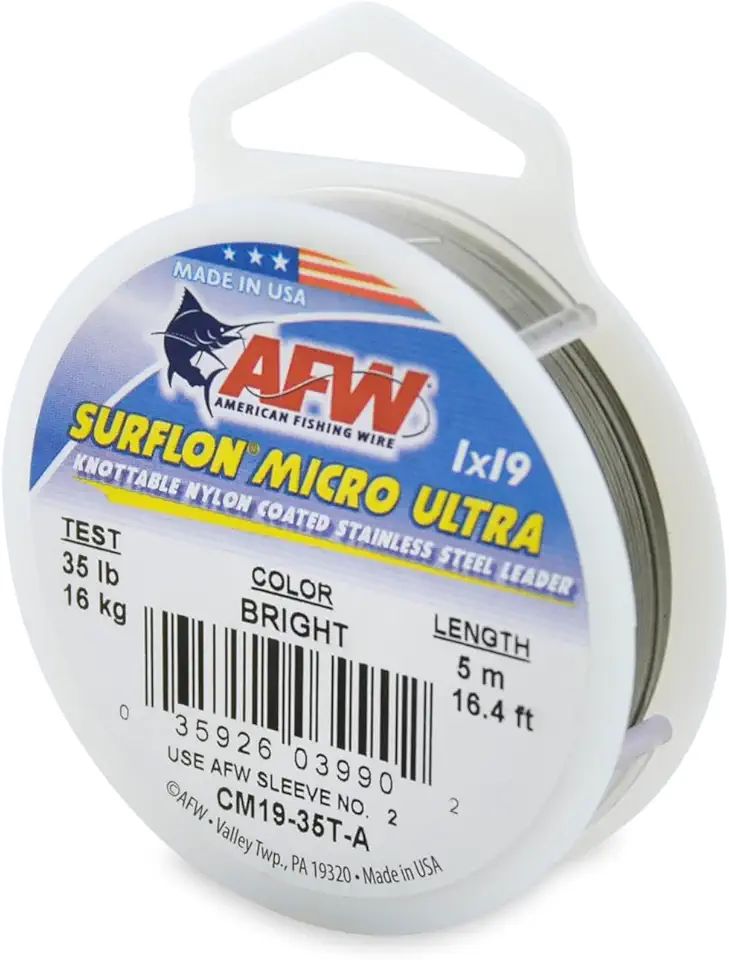 MADE IN USA
AFW
AMERICAN FISHING WIRE
1x19
SURFLON® MICRO ULTRA
KNOTTABLE NYLON COATED STAINLESS STEEL LEADER
TEST
35 lb
16 kg
COLOR
BRIGHT
LENGTH
5 m
16.4 ft
0 35926 03990 2
USE AFW SLEEVE NO. 2
CM19-35T-A
©AFW • Valley Twp., PA 19320 • Made in USA